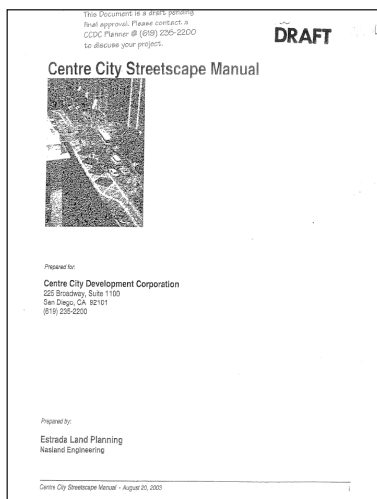 This Document is a draft pending
final approval. Please contact a
CCDC Planner @ (619) 235-2200
to discuss your project.
DRAFT
Centre City Streetscape Manual
Prepared for:
Centre City Development Corporation
225 Broadway, Suite 1100
San Diego, CA 92101
(619) 235-2200
Prepared by:
Estrada Land Planning
Nasland Engineering
Centre City Streetscape Manual - August 20, 2003
i